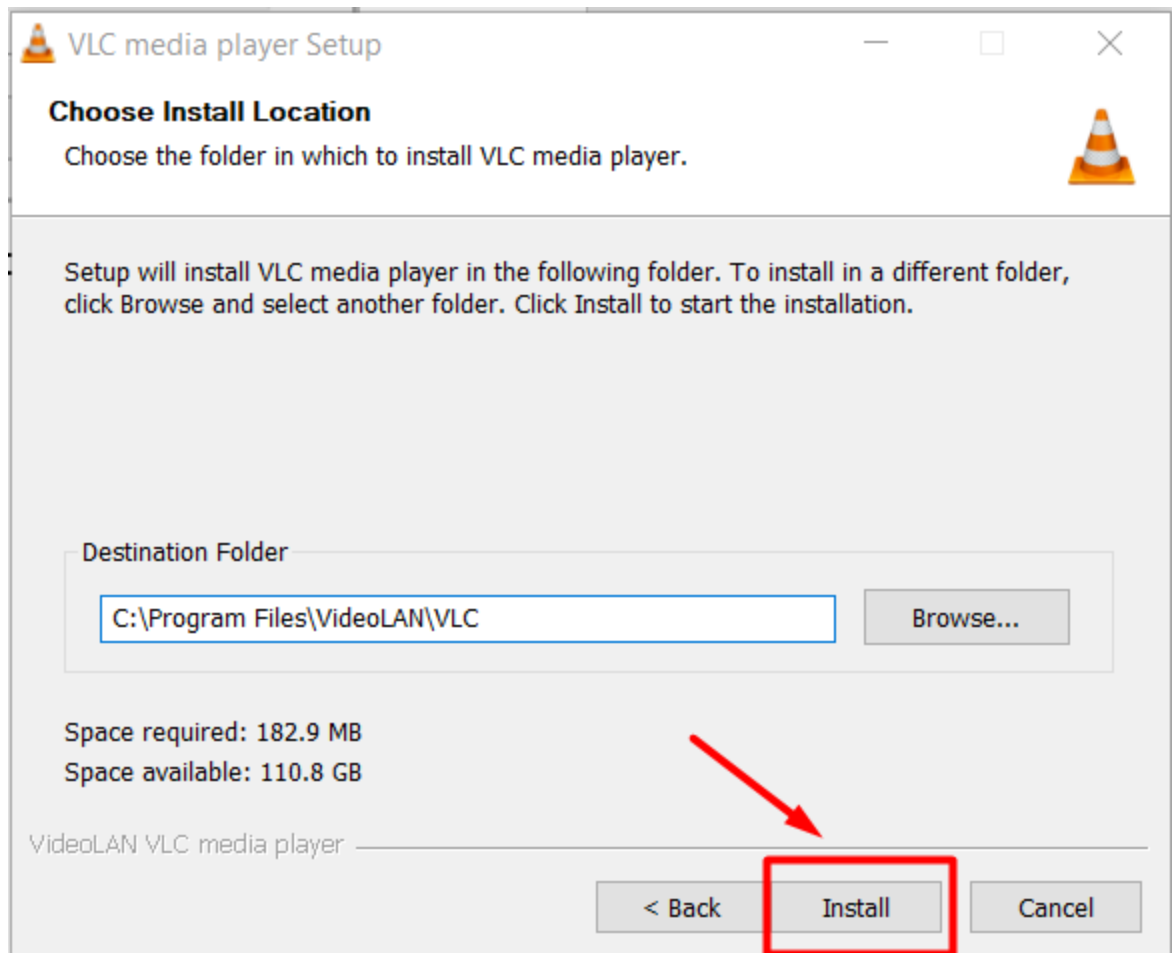 VLC media player Setup
Choose Install Location
Choose the folder in which to install VLC media player.
Setup will install VLC media player in the following folder. To install in a different folder,
click Browse and select another folder. Click Install to start the installation.
Destination Folder
C:\Program Files\VideoLAN\VLC
Browse...
Space required: 182.9 MB
Space available: 110.8 GB
VideoLAN VLC media player
< Back
Install
Cancel